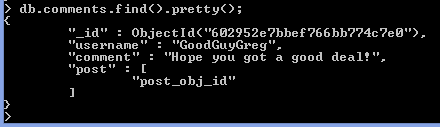 > db.comments.find().pretty();
{
        "_id" : ObjectId("602952e7bbef766bb774c7e0"),
        "username" : "GoodGuyGreg",
        "comment" : "Hope you got a good deal!",
        "post" : [
                "post_obj_id"
        ]
}
>